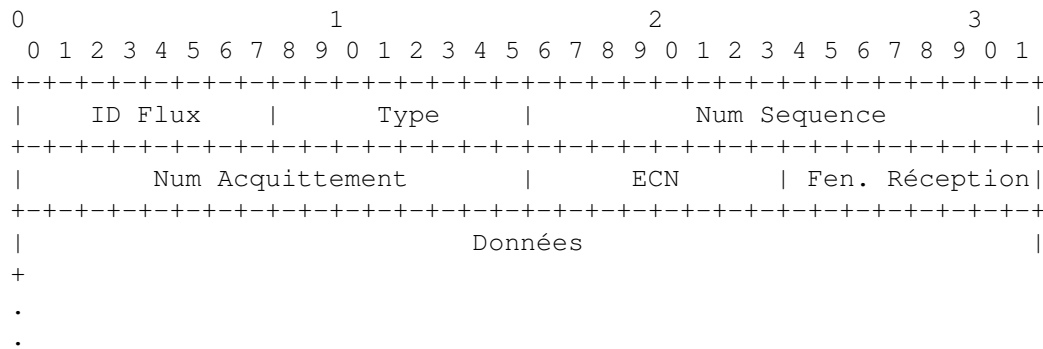 0                   1                   2                   3
 0 1 2 3 4 5 6 7 8 9 0 1 2 3 4 5 6 7 8 9 0 1 2 3 4 5 6 7 8 9 0 1
+-+-+-+-+-+-+-+-+-+-+-+-+-+-+-+-+-+-+-+-+-+-+-+-+-+-+-+-+-+-+-+-+
|    ID Flux    |      Type     |          Num Sequence         |
+-+-+-+-+-+-+-+-+-+-+-+-+-+-+-+-+-+-+-+-+-+-+-+-+-+-+-+-+-+-+-+-+
|        Num Acquittement       |      ECN      | Fen. Réception|
+-+-+-+-+-+-+-+-+-+-+-+-+-+-+-+-+-+-+-+-+-+-+-+-+-+-+-+-+-+-+-+-+
|                            Données                            |
+
.
.